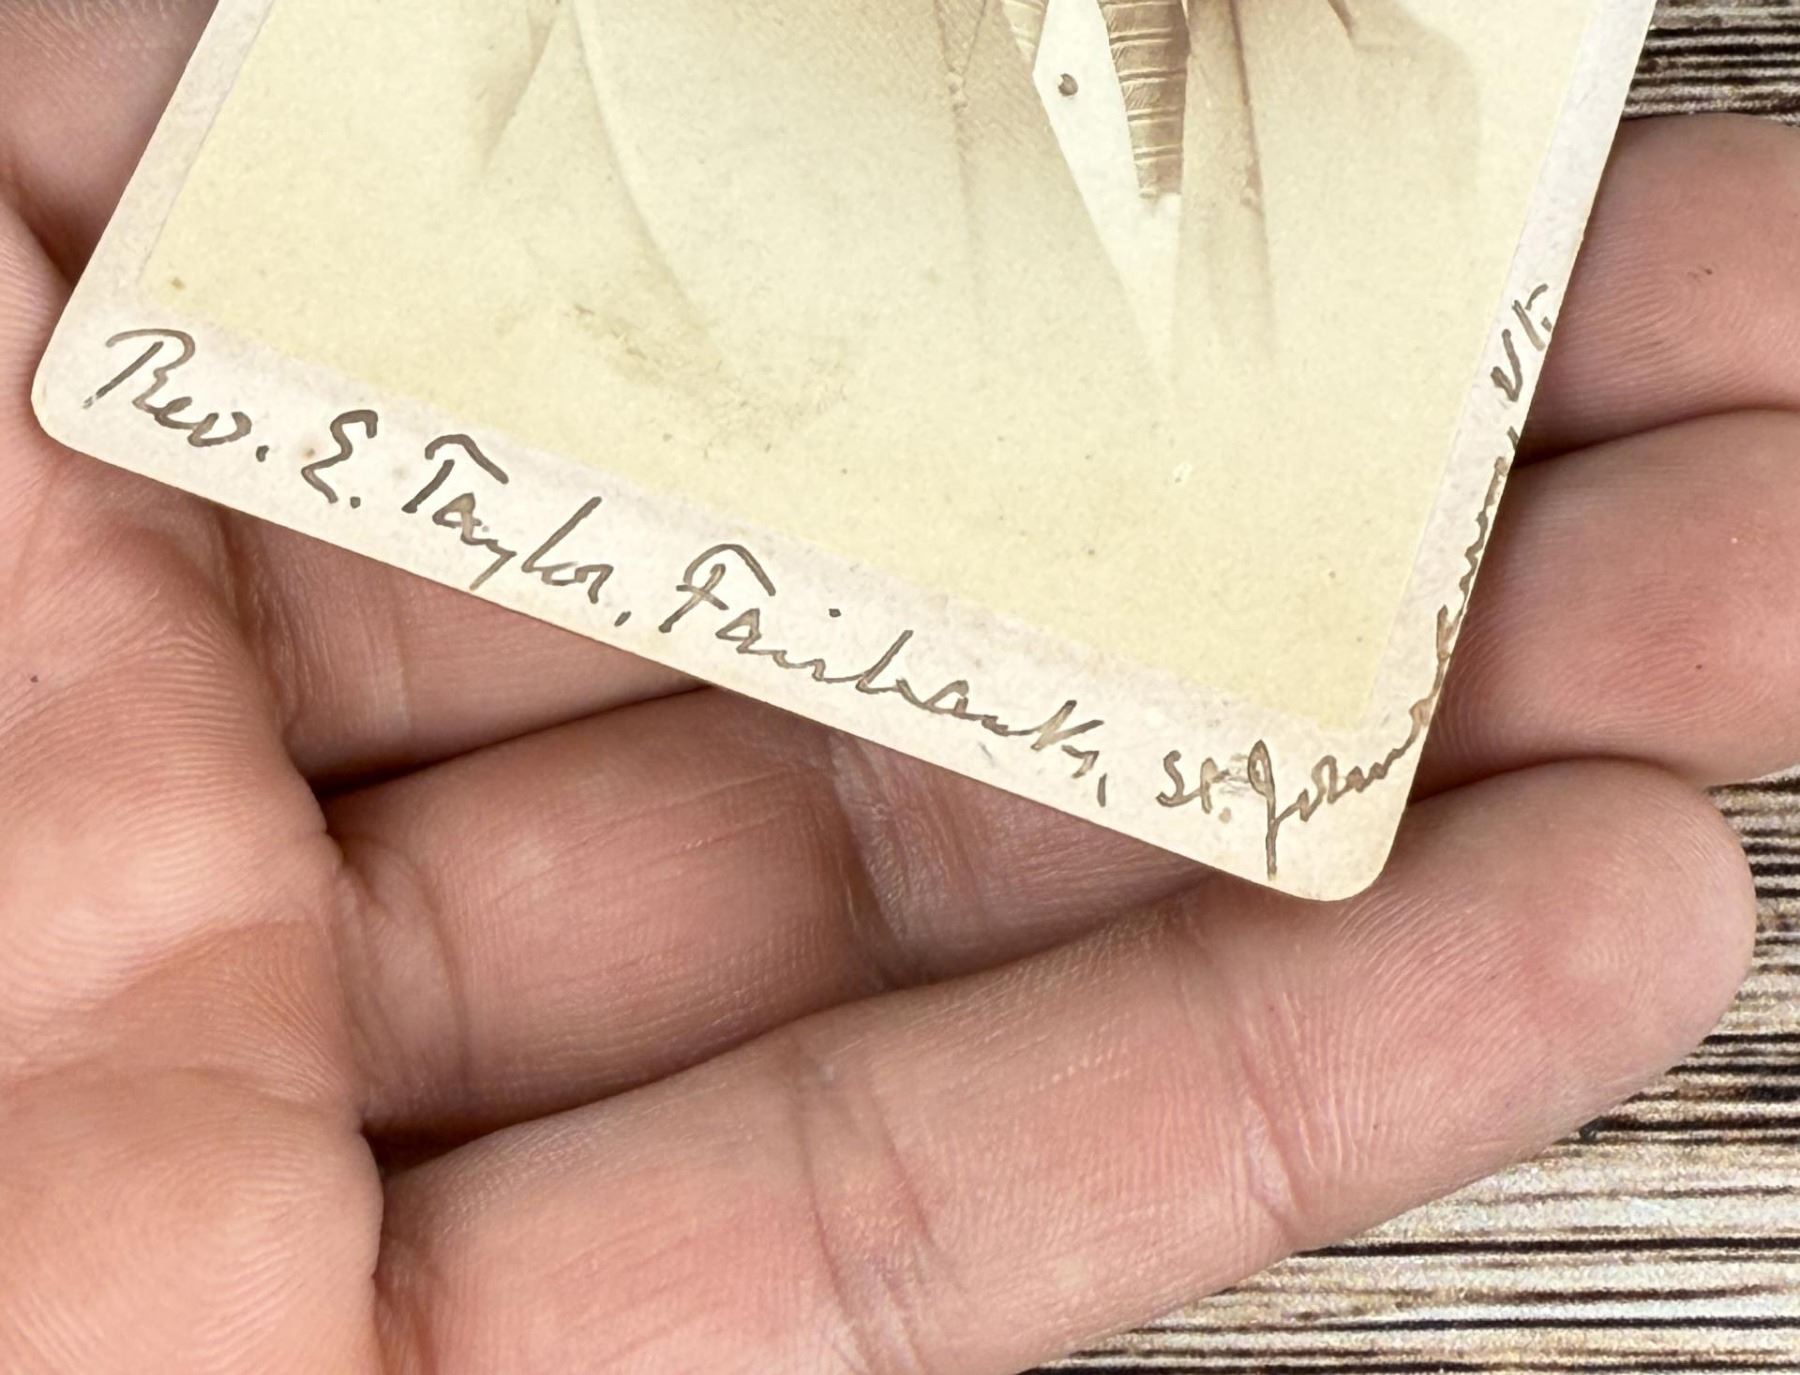 Rev. E. Taylor, Fairbanks, St. Johnsbury Vt.